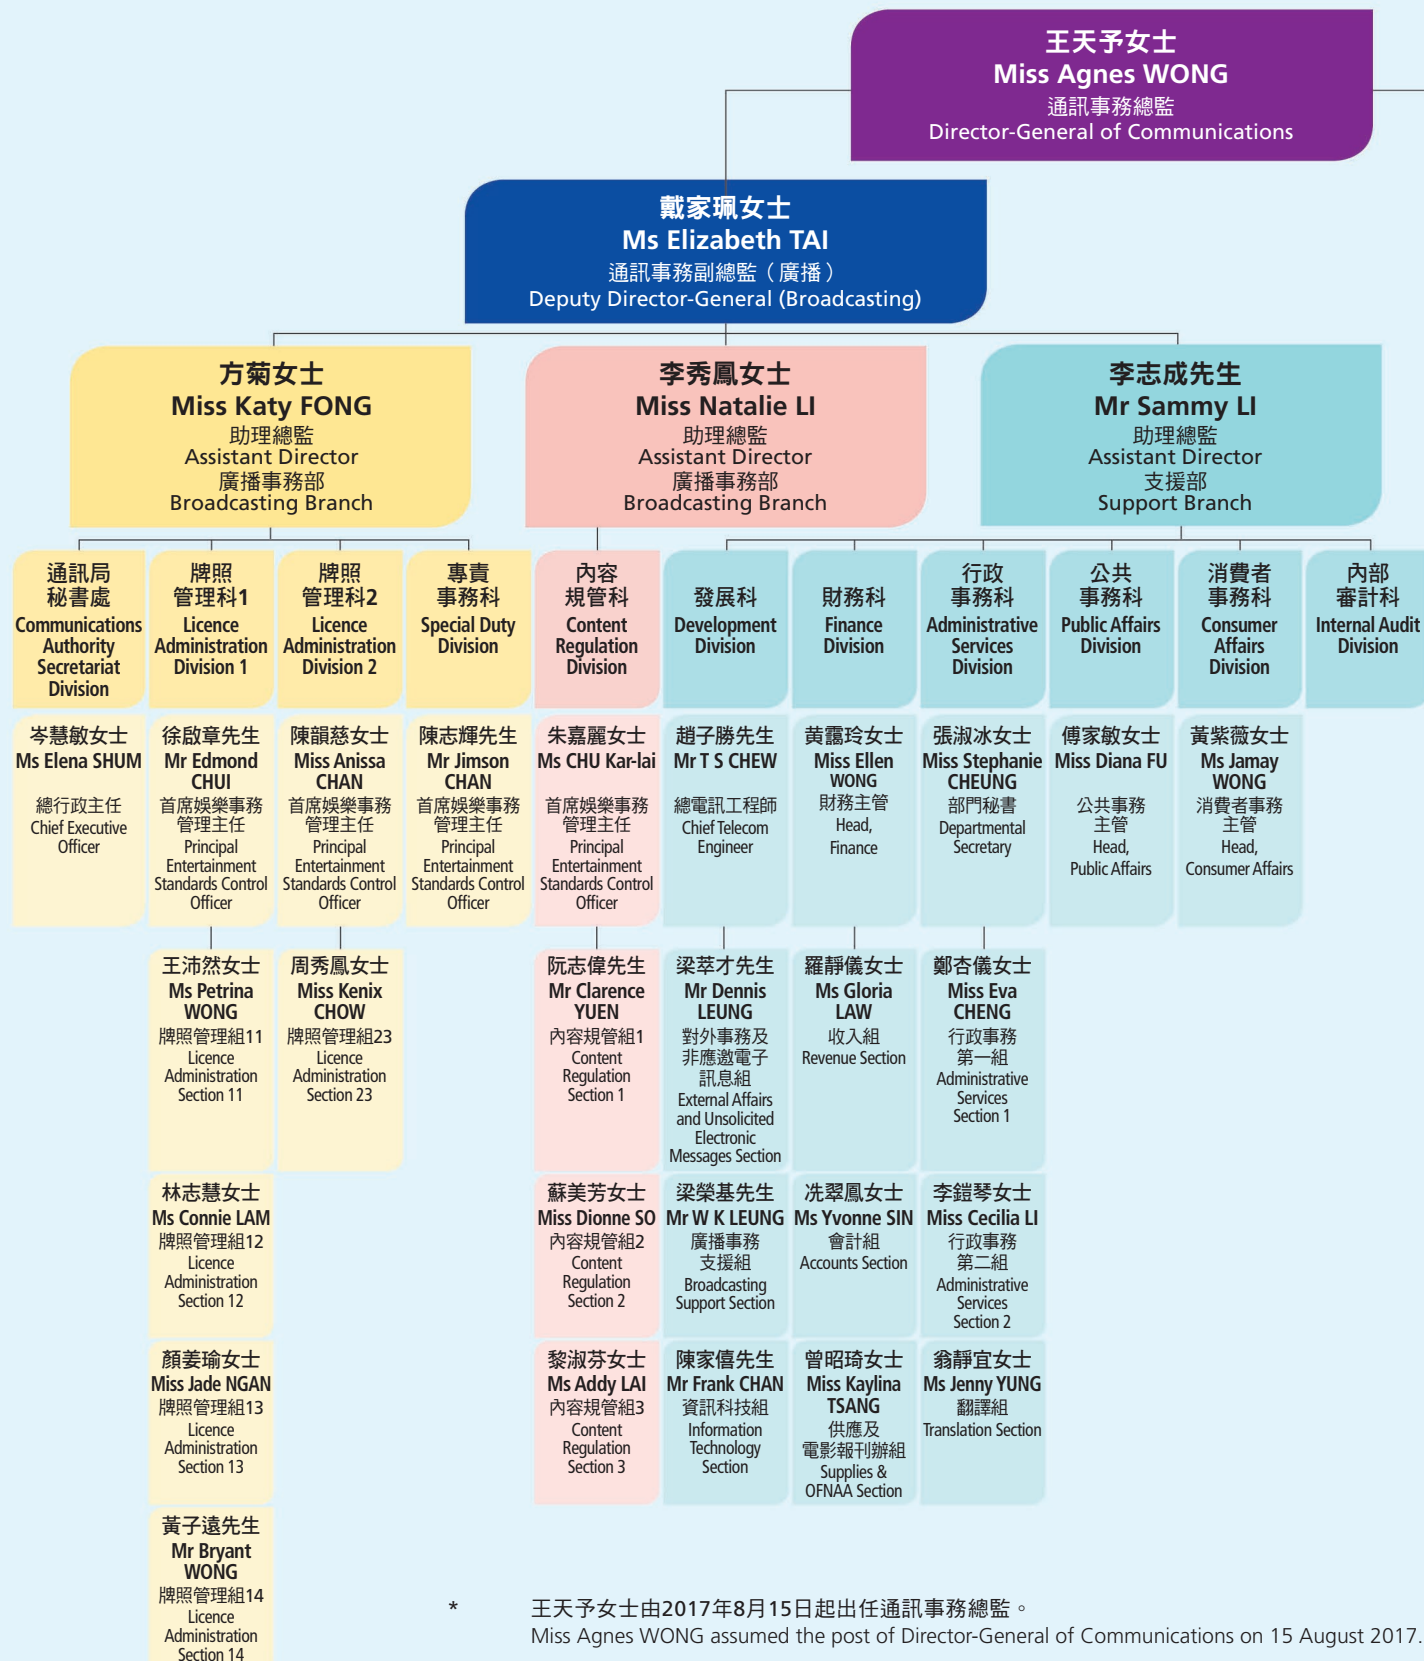 王天予女士
Miss Agnes WONG
通訊事務總監
Director-General of Communications
戴家珮女士
Ms Elizabeth TAI
通訊事務副總監（廣播）
Deputy Director-General (Broadcasting)
方菊女士
Miss Katy FONG
助理總監
Assistant Director
廣播事務部
Broadcasting Branch
李秀鳳女士
Miss Natalie LI
助理總監
Assistant Director
廣播事務部
Broadcasting Branch
李志成先生
Mr Sammy LI
助理總監
Assistant Director
支援部
Support Branch
通訊局
秘書處
Communications
Authority
Secretariat
Division
牌照
管理科1
Licence
Administration
Division 1
牌照
管理科2
Licence
Administration
Division 2
專責
事務科
Special Duty
Division
內容
規管科
Content
Regulation
Division
發展科
Development
Division
財務科
Finance
Division
行政
事務科
Administrative
Services
Division
公共
事務科
Public Affairs
Division
消費者
事務科
Consumer
Affairs
Division
內部
審計科
Internal Audit
Division
岑慧敏女士
Ms Elena SHUM
總行政主任
Chief Executive
Officer
徐啟章先生
Mr Edmond
CHUI
首席娛樂事務
管理主任
Principal
Entertainment
Standards Control
Officer
陳韻慈女士
Miss Anissa
CHAN
首席娛樂事務
管理主任
Principal
Entertainment
Standards Control
Officer
陳志輝先生
Mr Jimson
CHAN
首席娛樂事務
管理主任
Principal
Entertainment
Standards Control
Officer
朱嘉麗女士
Ms CHU Kar-lai
首席娛樂事務
管理主任
Principal
Entertainment
Standards Control
Officer
趙子勝先生
Mr T S CHEW
總電訊工程師
Chief Telecom
Engineer
黄靄玲女士
Miss Ellen
WONG
財務主管
Head,
Finance
張淑冰女士
Miss Stephanie
CHEUNG
部門秘書
Departmental
Secretary
傅家敏女士
Miss Diana FU
公共事務
主管
Head,
Public Affairs
黃紫薇女士
Ms Jamay
WONG
消費者事務
主管
Head,
Consumer Affairs
王沛然女士
Ms Petrina
WONG
牌照管理組11
Licence
Administration
Section 11
周秀鳳女士
Miss Kenix
CHOW
牌照管理組23
Licence
Administration
Section 23
阮志偉先生
Mr Clarence
YUEN
內容規管組1
Content
Regulation
Section 1
梁萃才先生
Mr Dennis
LEUNG
對外事務及
非應邀電子
訊息組
External Affairs
and Unsolicited
Electronic
Messages Section
羅靜儀女士
Ms Gloria
LAW
收入組
Revenue Section
鄭杏儀女士
Miss Eva
CHENG
行政事務
第一組
Administrative
Services
Section 1
林志慧女士
Ms Connie LAM
牌照管理組12
Licence
Administration
Section 12
蘇美芳女士
Miss Dionne SO
內容規管組2
Content
Regulation
Section 2
梁榮基先生
Mr W K LEUNG
廣播事務
支援組
Broadcasting
Support Section
冼翠鳳女士
Ms Yvonne SIN
會計組
Accounts Section
李鎧琴女士
Miss Cecilia LI
行政事務
第二組
Administrative
Services
Section 2
顏姜瑜女士
Miss Jade NGAN
牌照管理組13
Licence
Administration
Section 13
黎淑芬女士
Ms Addy LAI
內容規管組3
Content
Regulation
Section 3
陳家僖先生
Mr Frank CHAN
資訊科技組
Information
Technology
Section
曾昭琦女士
Miss Kaylina
TSANG
供應及
電影報刊辦組
Supplies &
OFNAA Section
翁靜宜女士
Ms Jenny YUNG
翻譯組
Translation Section
黃子遠先生
Mr Bryant
WONG
牌照管理組14
Licence
Administration
Section 14
* 王天予女士由2017年8月15日起出任通訊事務總監。
Miss Agnes WONG assumed the post of Director-General of Communications on 15 August 2017.